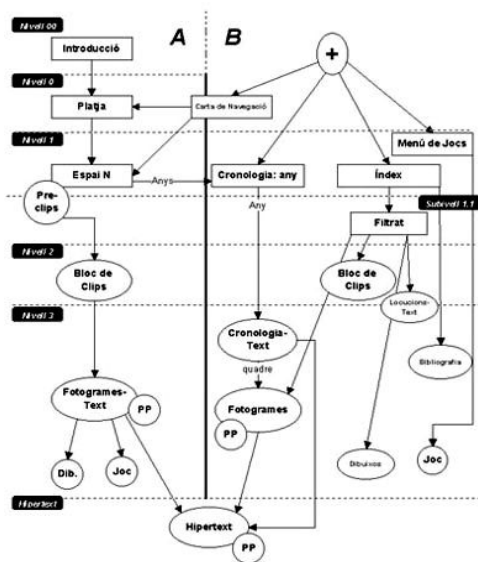 Nivell 00
A
B
Introducció
+
Nivell 0
Platja
Carta de Navegació
Nivell 1
Menú de Jocs
Espai N
Anys
Cronologia: any
Índex
Pre-
clips
Any
Subnivell 1.1
Filtrat
Nivell 2
Bloc de
Clips
Bloc de
Clips
Locucions-
Text
Nivell 3
Cronologia-
Text
Bibliografia
quadre
Fotogrames-
Text
PP
Fotogrames
PP
Dib.
Joc
Dibuixos
Joc
Hipertext
Hipertext
PP